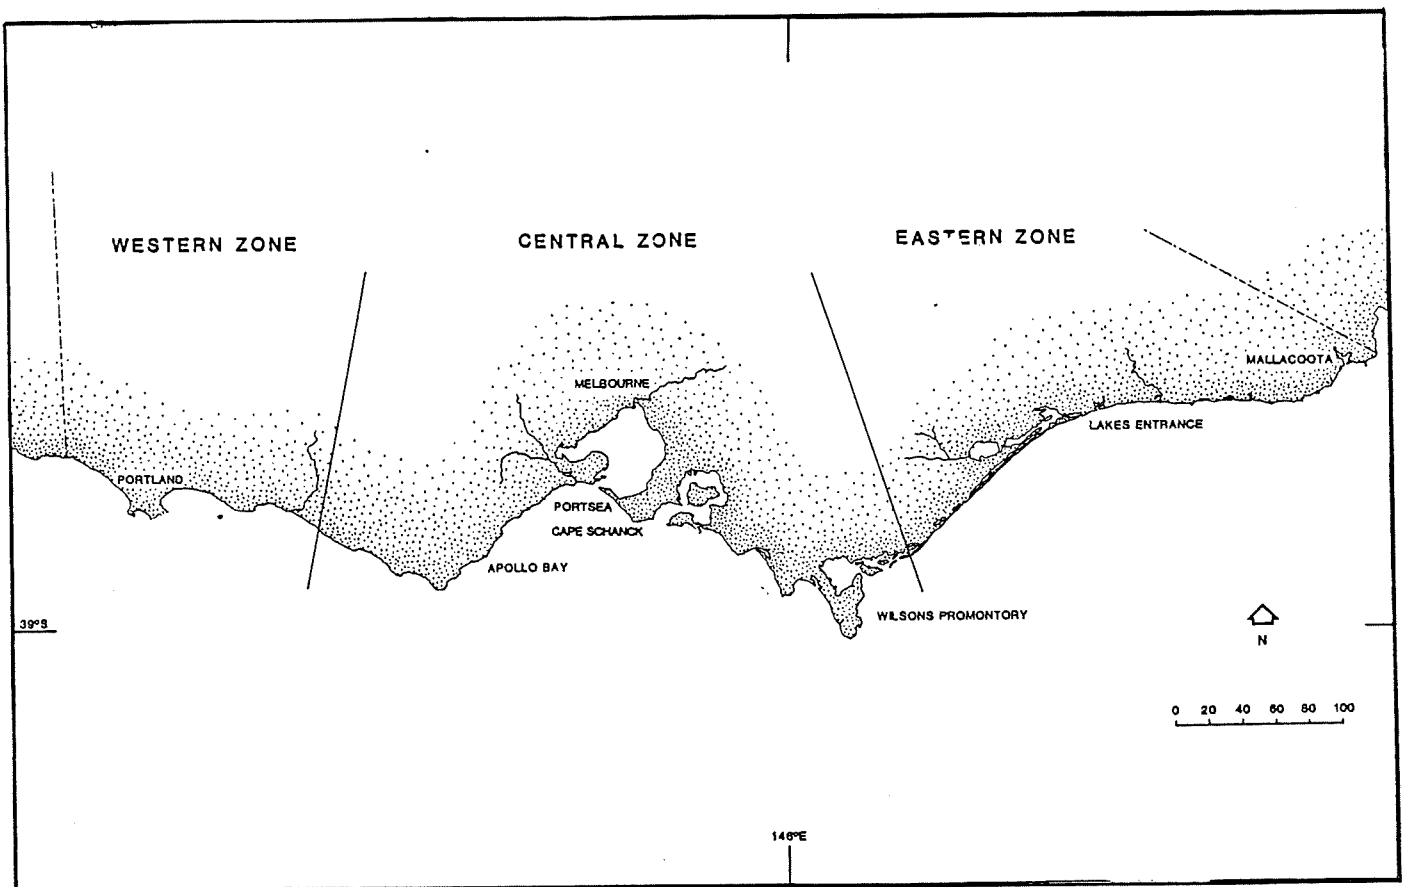 WESTERN ZONE
CENTRAL ZONE
EASTERN ZONE
MALLACOOTA
MELBOURNE
LAKES ENTRANCE
PORTLAND
PORTSEA
CAPE SCHANCK
APOLLO BAY
WILSONS PROMONTORY
39°S
N
0 20 40 60 80 100
146°E